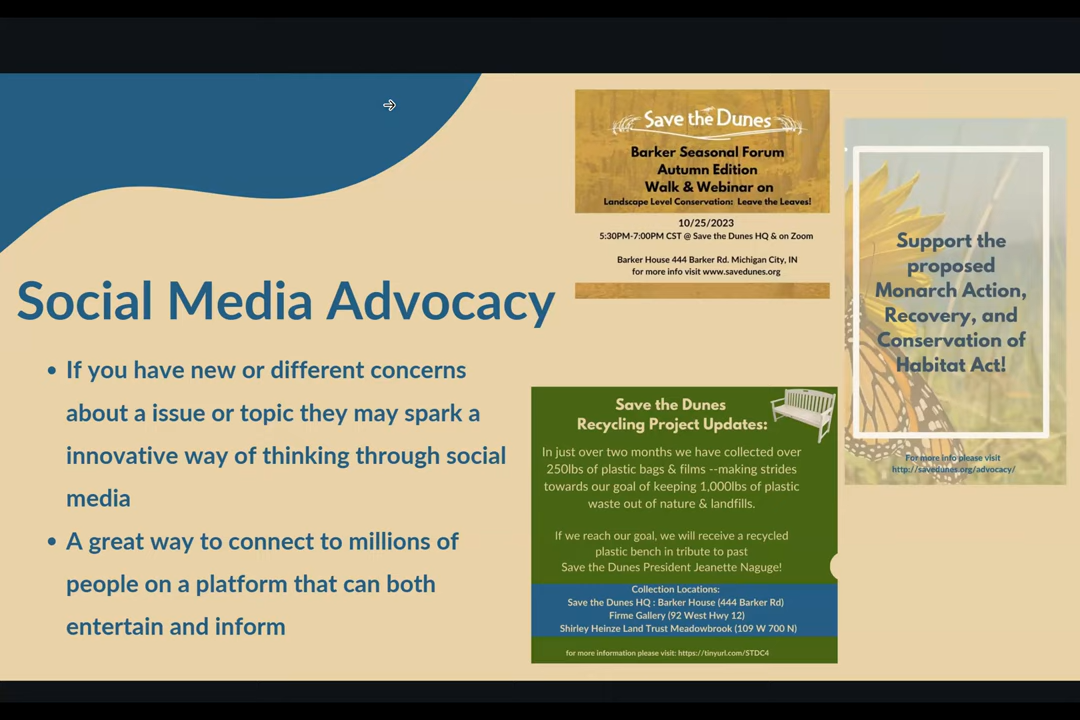 Social Media Advocacy
• If you have new or different concerns
about a issue or topic they may spark a
innovative way of thinking through social
media
• A great way to connect to millions of
people on a platform that can both
entertain and inform
Save the Dunes
Barker Seasonal Forum
Autumn Edition
Walk & Webinar on
Landscape Level Conservation: Leave the Leaves!
10/25/2023
5:30PM-7:00PM CST @ Save the Dunes HQ & on Zoom
Barker House 444 Barker Rd. Michigan City, IN
for more info visit www.savedunes.org
Support the
proposed
Monarch Action,
Recovery, and
Conservation of
Habitat Act!
For more info please visit
http://savedunes.org/advocacy/
Save the Dunes
Recycling Project Updates:
In just over two months we have collected over
250lbs of plastic bags & films --making strides
towards our goal of keeping 1,000lbs of plastic
waste out of nature & landfills.
If we reach our goal, we will receive a recycled
plastic bench in tribute to past
Save the Dunes President Jeanette Naguge!
Collection Locations:
Save the Dunes HQ : Barker House (444 Barker Rd)
Firme Gallery (92 West Hwy 12)
Shirley Heinze Land Trust Meadowbrook (109 W 700 N)
for more information please visit: https://tinyurl.com/STDC4